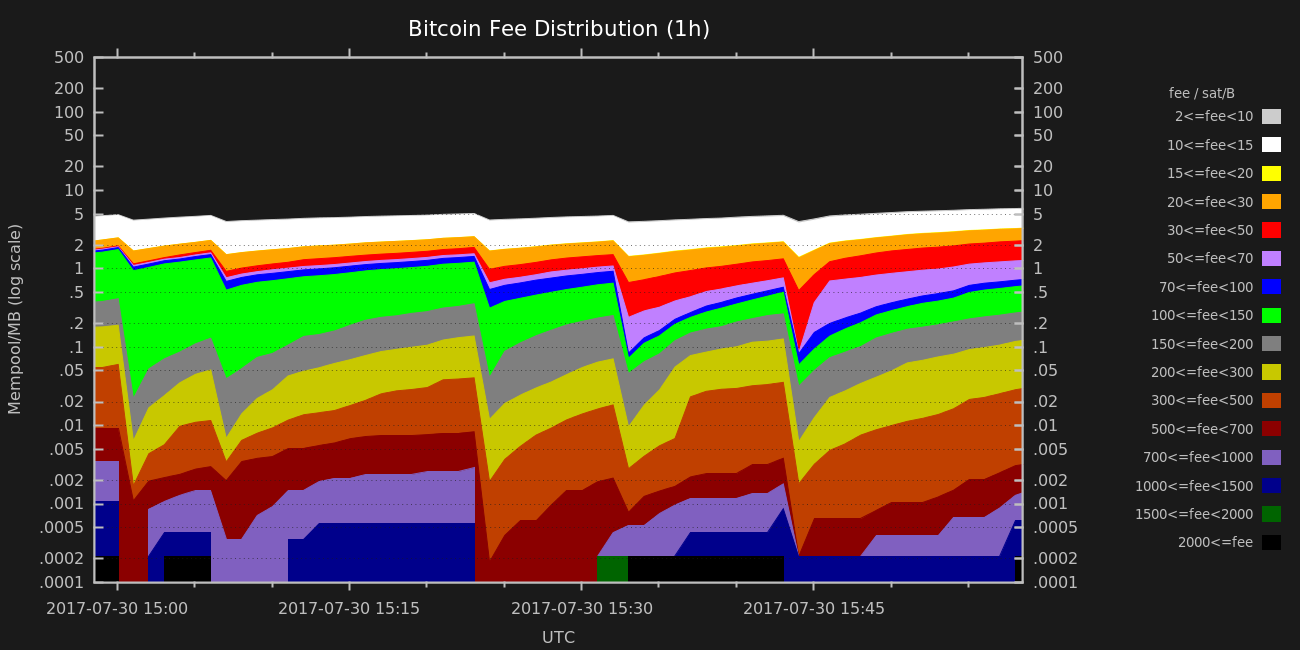 Bitcoin Fee Distribution (1h)
500
200
100
50
20
10
5
2
1
.5
.2
.1
.05
.02
.01
.005
.002
.001
.0005
.0002
.0001
Mempool/MB (log scale)
500
200
100
50
20
10
5
2
1
.5
.2
.1
.05
.02
.01
.005
.002
.001
.0005
.0002
.0001
2017-07-30 15:00 2017-07-30 15:15 2017-07-30 15:30 2017-07-30 15:45
UTC
fee / sat/B
2<=fee<10
10<=fee<15
15<=fee<20
20<=fee<30
30<=fee<50
50<=fee<70
70<=fee<100
100<=fee<150
150<=fee<200
200<=fee<300
300<=fee<500
500<=fee<700
700<=fee<1000
1000<=fee<1500
1500<=fee<2000
2000<=fee